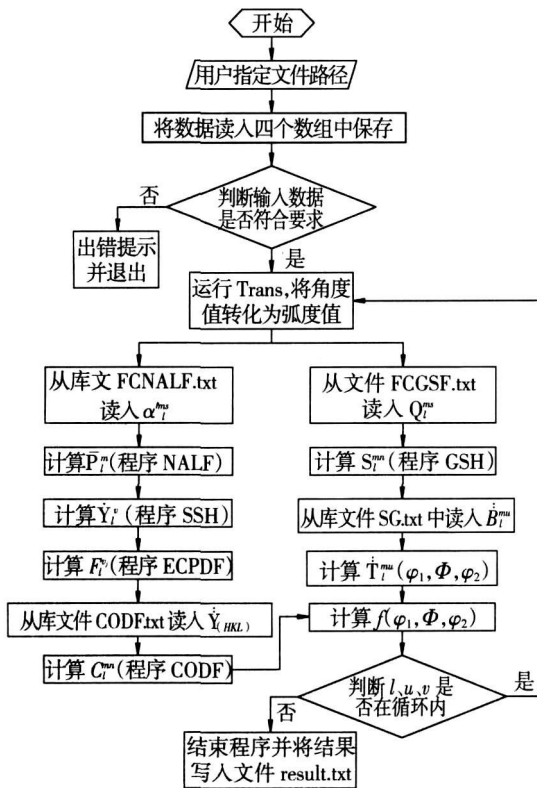 开始
用户指定文件路径
将数据读入四个数组中保存
判断输入数据
是否符合要求
否
是
出错提示
并退出
运行 Trans,将角度
值转化为弧度值
从库文 FCNALF.txt
读入 α'_l^{ms}
计算P̄_l^m(程序 NALF)
计算Ẏ_l^v(程序 SSH)
计算 F_l^v(程序 ECPDF)
从库文件 CODF.txt 读入 Ẏ_{(HKL)}
计算 C_l^{mn}(程序 CODF)
从文件 FCGSF.txt
读入 Q_l^{ms}
计算 S_l^{mn}(程序 GSH)
从库文件 SG.txt 中读入 B̈_l^{mu}
计算 T̈_l^{mu}(φ₁,Φ,φ₂)
计算 f(φ₁,Φ,φ₂)
判断 l、u、v 是
否在循环内
是
否
结束程序并将结果
写入文件 result.txt